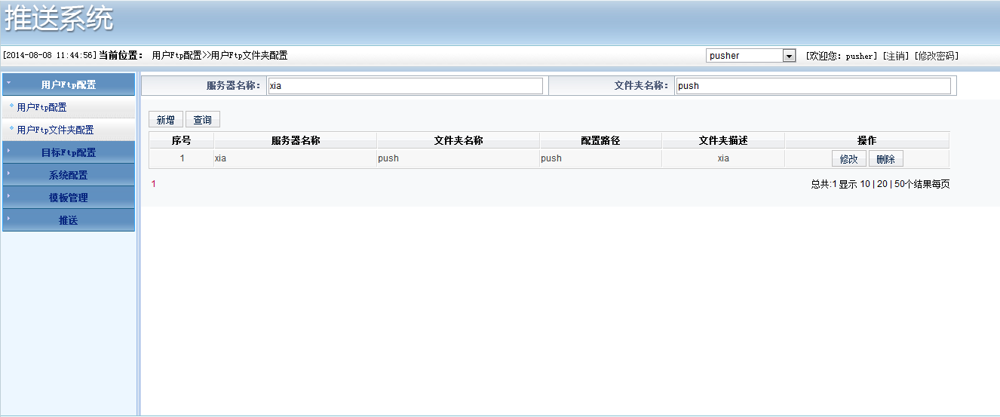 推送系统
[2014-08-08 11:44:56] 当前位置： 用户Ftp配置>>用户Ftp文件夹配置 pusher [欢迎您：pusher] [注销] [修改密码]
用户Ftp配置
用户Ftp配置
用户Ftp文件夹配置
目标Ftp配置
系统配置
模板管理
推送
服务器名称： xia 文件夹名称： push
新增 查询
序号 服务器名称 文件夹名称 配置路径 文件夹描述 操作
1 xia push push xia 修改 删除
1 总共:1 显示 10 | 20 | 50个结果每页